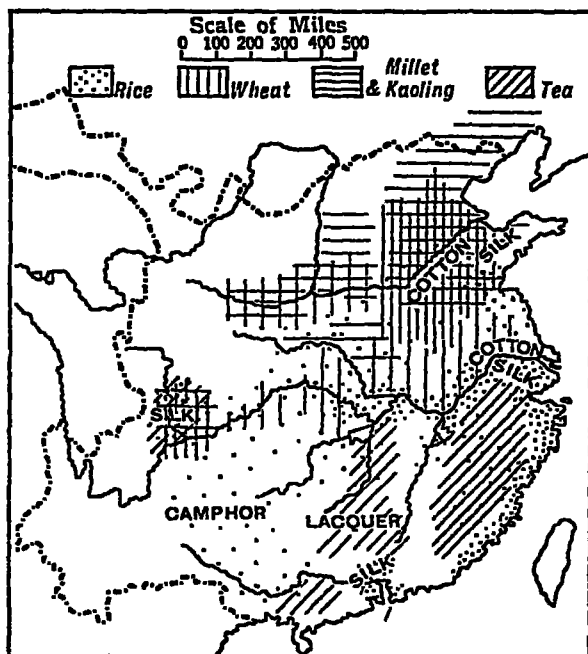 Scale of Miles
0 100 200 300 400 500
Rice
Wheat
Millet
& Kaoling
Tea
COTTON
SILK
COTTON
SILK
SILK
CAMPHOR
LACQUER
SILK